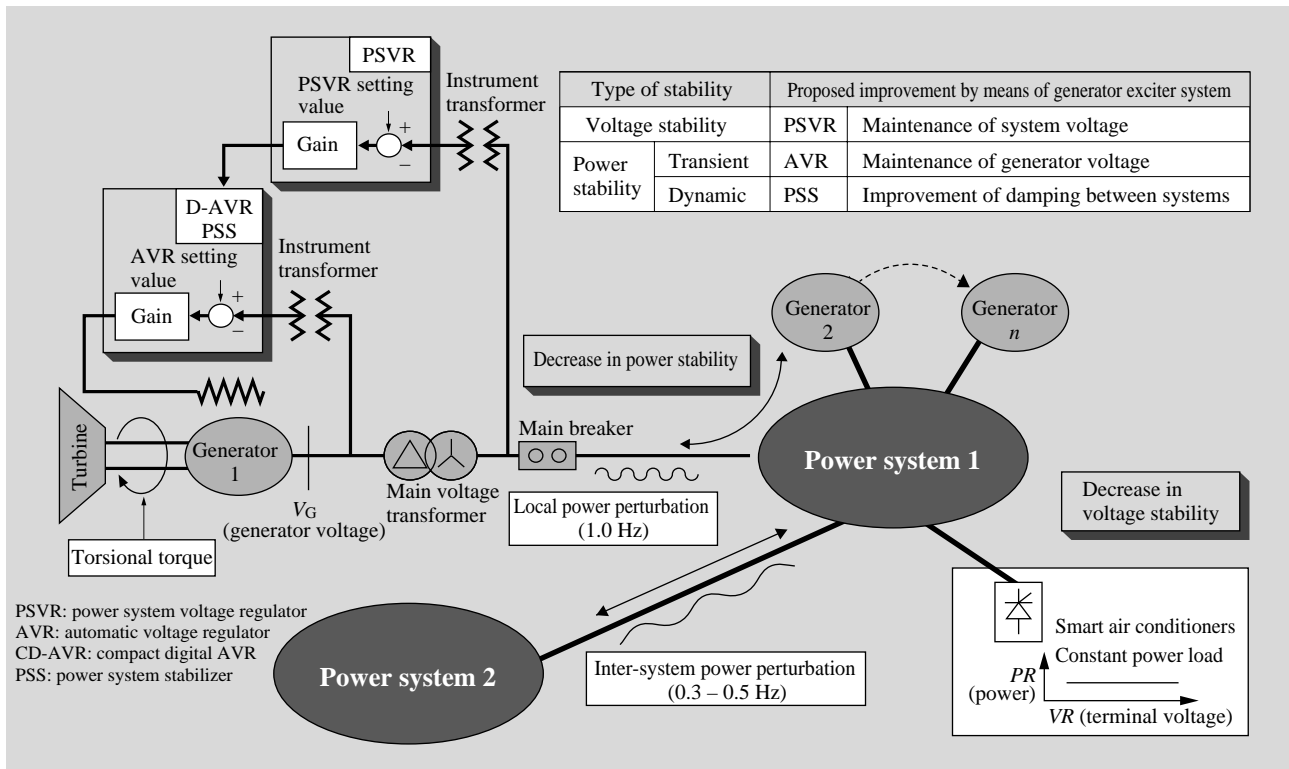 PSVR
PSVR setting
value
Gain
+
−
Instrument
transformer
Type of stability
Proposed improvement by means of generator exciter system
Voltage stability
PSVR
Maintenance of system voltage
Power
stability
Transient
AVR
Maintenance of generator voltage
Dynamic
PSS
Improvement of damping between systems
D-AVR
PSS
AVR setting
value
Gain
+
−
Instrument
transformer
Generator
2
Generator
n
Decrease in power stability
Turbine
Generator
1
VG
(generator voltage)
Main voltage
transformer
Main breaker
Power system 1
Local power perturbation
(1.0 Hz)
Decrease in
voltage stability
Torsional torque
PSVR: power system voltage regulator
AVR: automatic voltage regulator
CD-AVR: compact digital AVR
PSS: power system stabilizer
Power system 2
Inter-system power perturbation
(0.3 – 0.5 Hz)
Smart air conditioners
Constant power load
PR
(power)
VR (terminal voltage)